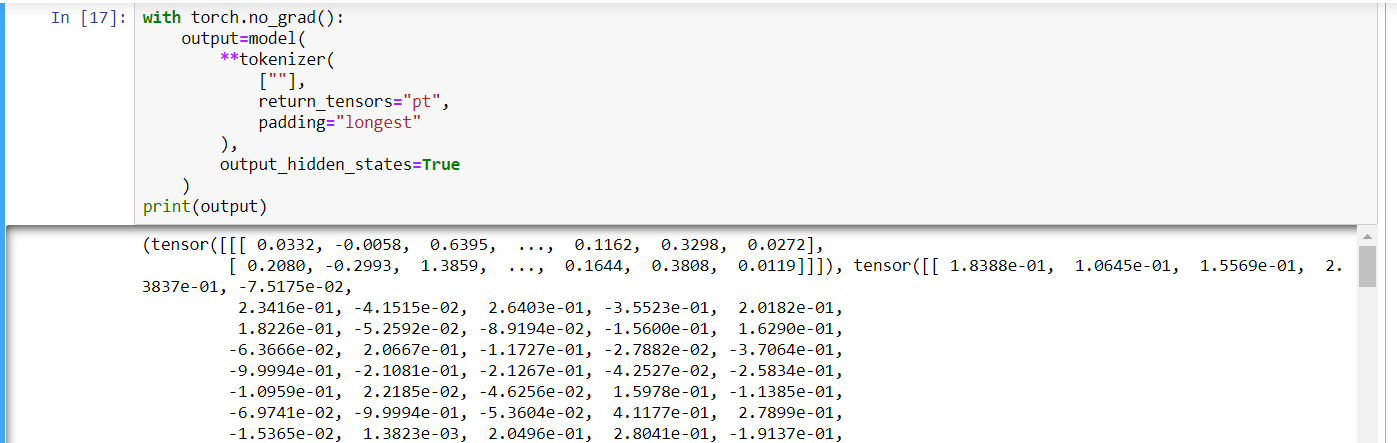 In [17]: with torch.no_grad():
    output=model(
        **tokenizer(
            [""],
            return_tensors="pt",
            padding="longest"
        ),
        output_hidden_states=True
    )
print(output)
(tensor([[[ 0.0332, -0.0058,  0.6395,  ...,  0.1162,  0.3298,  0.0272],
         [ 0.2080, -0.2993,  1.3859,  ...,  0.1644,  0.3808,  0.0119]]]), tensor([[ 1.8388e-01,  1.0645e-01,  1.5569e-01,  2.
3837e-01, -7.5175e-02,
          2.3416e-01, -4.1515e-02,  2.6403e-01, -3.5523e-01,  2.0182e-01,
          1.8226e-01, -5.2592e-02, -8.9194e-02, -1.5600e-01,  1.6290e-01,
         -6.3666e-02,  2.0667e-01, -1.1727e-01, -2.7882e-02, -3.7064e-01,
         -9.9994e-01, -2.1081e-01, -2.1267e-01, -4.2527e-02, -2.5834e-01,
         -1.0959e-01,  2.2185e-02, -4.6256e-02,  1.5978e-01, -1.1385e-01,
         -6.9741e-02, -9.9994e-01, -5.3604e-02,  4.1177e-01,  2.7899e-01,
         -1.5365e-02,  1.3823e-03,  2.0496e-01,  2.8041e-01, -1.9137e-01,